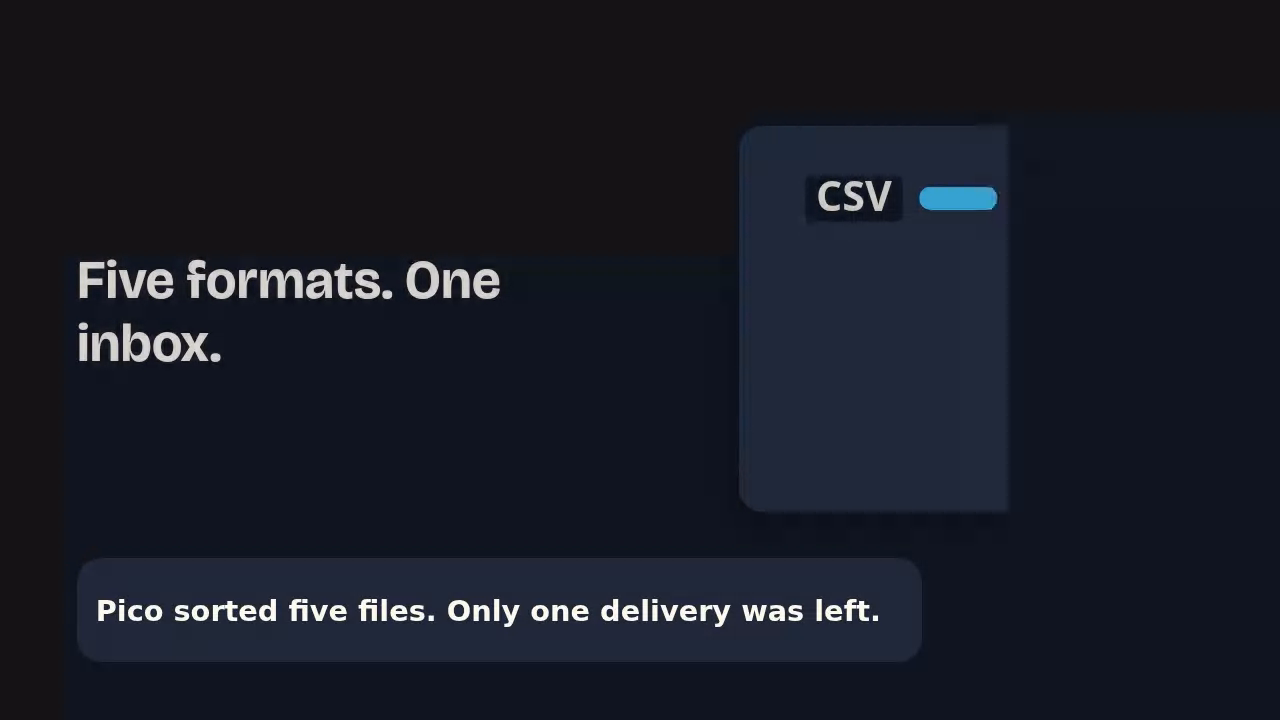 CSV
Five formats. One
inbox.
Pico sorted five files. Only one delivery was left.